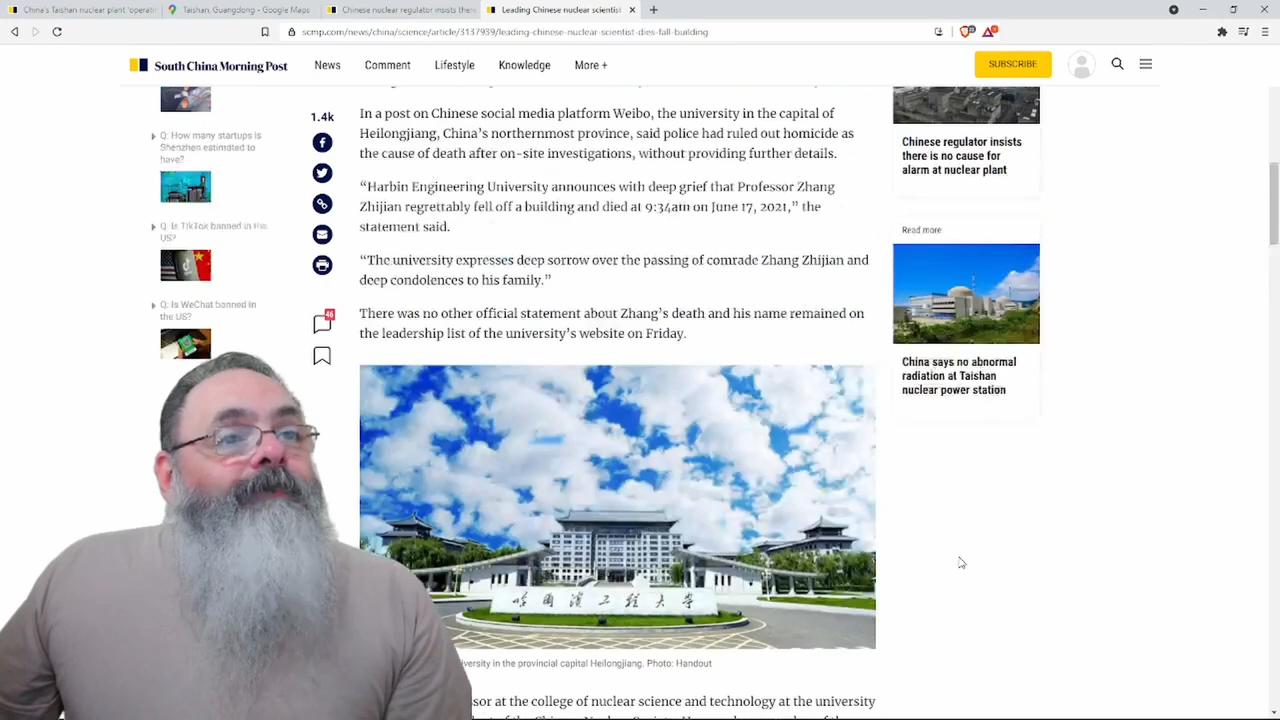 China's Taishan nuclear plant 'operatin
Taishan, Guangdong - Google Maps
Chinese nuclear regulator insists there
Leading Chinese nuclear scientist
scmp.com/news/china/science/article/3137939/leading-chinese-nuclear-scientist-dies-fall-building
South China Morning Post
News
Comment
Lifestyle
Knowledge
More +
SUBSCRIBE
Q: How many startups is
Shenzhen estimated to
have?
Q: Is TikTok banned in the
US?
Q: Is WeChat banned in
the US?
1.4k
46
In a post on Chinese social media platform Weibo, the university in the capital of
Heilongjiang, China's northernmost province, said police had ruled out homicide as
the cause of death after on-site investigations, without providing further details.
“Harbin Engineering University announces with deep grief that Professor Zhang
Zhijian regrettably fell off a building and died at 9:34am on June 17, 2021,” the
statement said.
“The university expresses deep sorrow over the passing of comrade Zhang Zhijian and
deep condolences to his family.”
There was no other official statement about Zhang's death and his name remained on
the leadership list of the university's website on Friday.
哈尔滨工程大学
iversity in the provincial capital Heilongjiang. Photo: Handout
ssor at the college of nuclear science and technology at the university
Chinese regulator insists
there is no cause for
alarm at nuclear plant
Read more
China says no abnormal
radiation at Taishan
nuclear power station